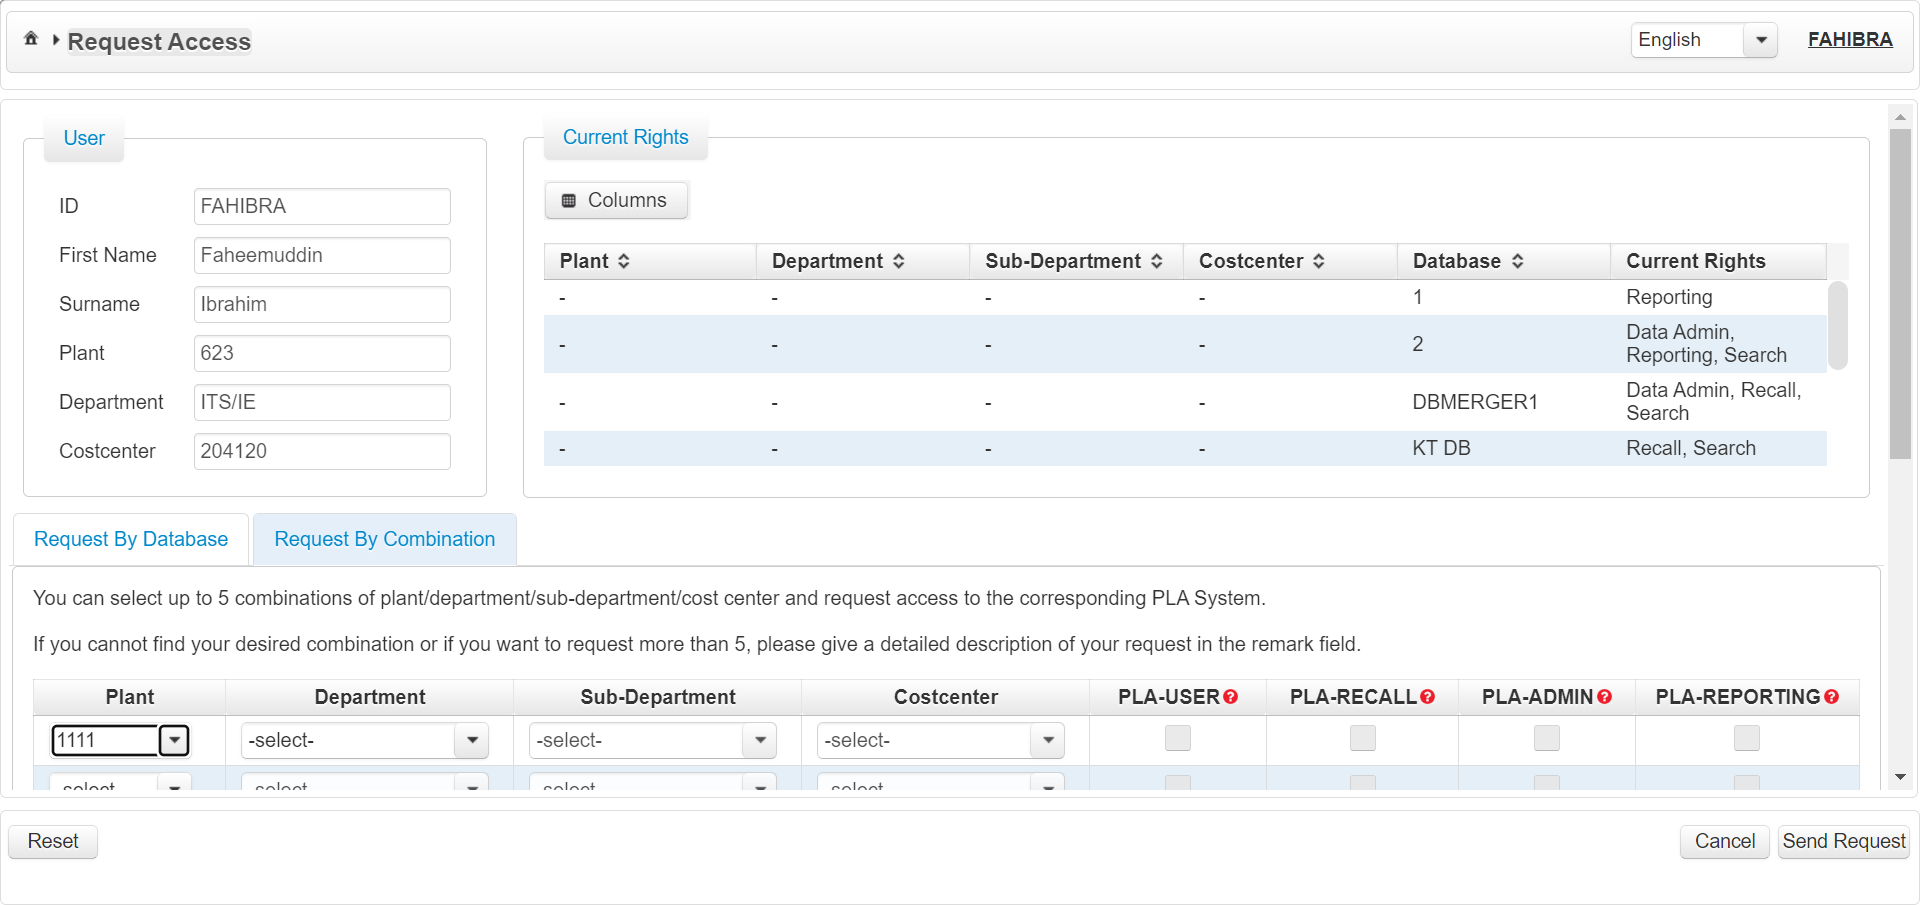 Request Access
English
FAHIBRA
User
ID FAHIBRA
First Name Faheemuddin
Surname Ibrahim
Plant 623
Department ITS/IE
Costcenter 204120
Current Rights
Columns
Plant Department Sub-Department Costcenter Database Current Rights
- - - - 1 Reporting
- - - - 2 Data Admin, Reporting, Search
- - - - DBMERGER1 Data Admin, Recall, Search
- - - - KT DB Recall, Search
Request By Database Request By Combination
You can select up to 5 combinations of plant/department/sub-department/cost center and request access to the corresponding PLA System.
If you cannot find your desired combination or if you want to request more than 5, please give a detailed description of your request in the remark field.
Plant Department Sub-Department Costcenter PLA-USER PLA-RECALL PLA-ADMIN PLA-REPORTING
1111 -select- -select- -select-
-select- -select- -select- -select-
Reset Cancel Send Request